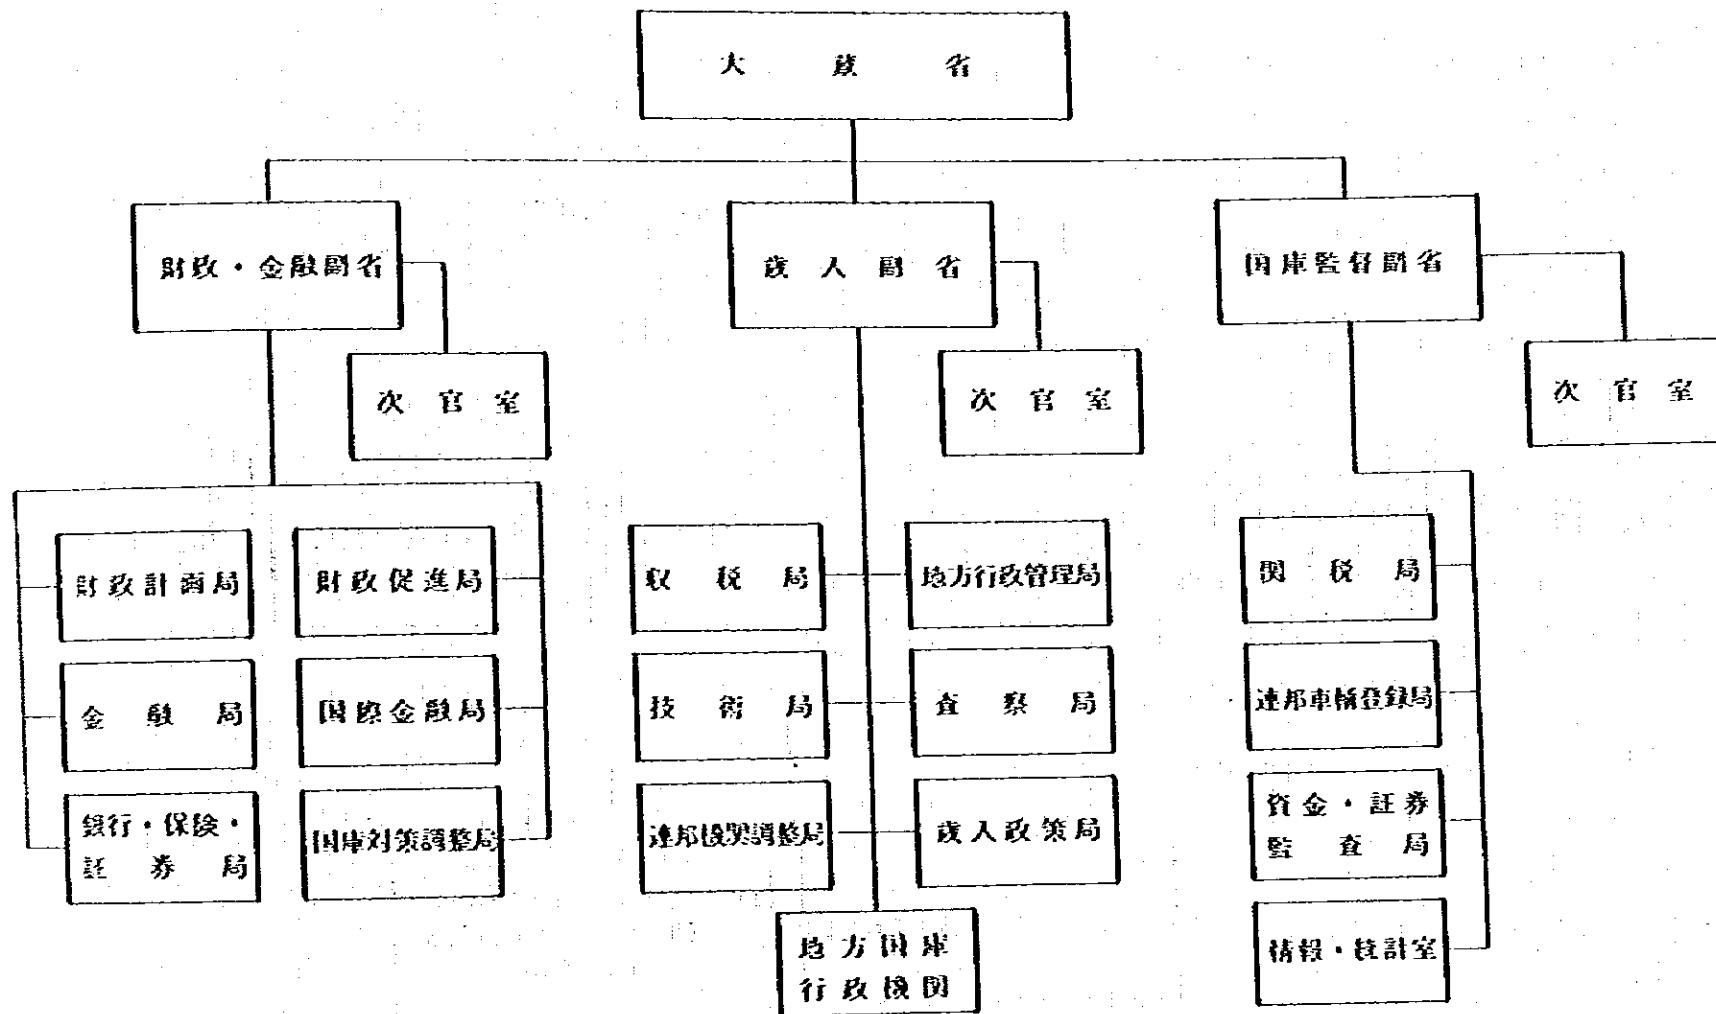 大蔵省
財政・金融副省
歳入副省
国庫監督副省
次官室
次官室
次官室
財政計画局
財政促進局
収税局
地方行政管理局
関税局
金融局
国際金融局
技術局
査察局
連邦車輌登録局
銀行・保険・
証券局
国庫対策調整局
連邦機関調整局
歳入政策局
資金・証券
監査局
地方国庫
行政機関
情報・統計室